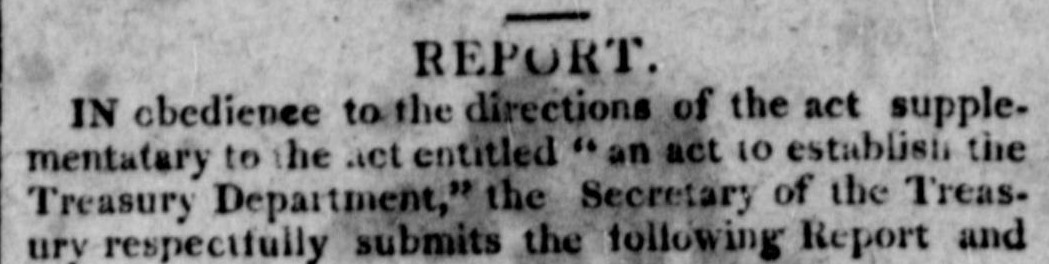 REPORT.
IN obedience to the directions of the act supple-
mentatary to the act entitled "an act to establish the
Treasury Department," the Secretary of the Treas-
ury respectfully submits the following Report and